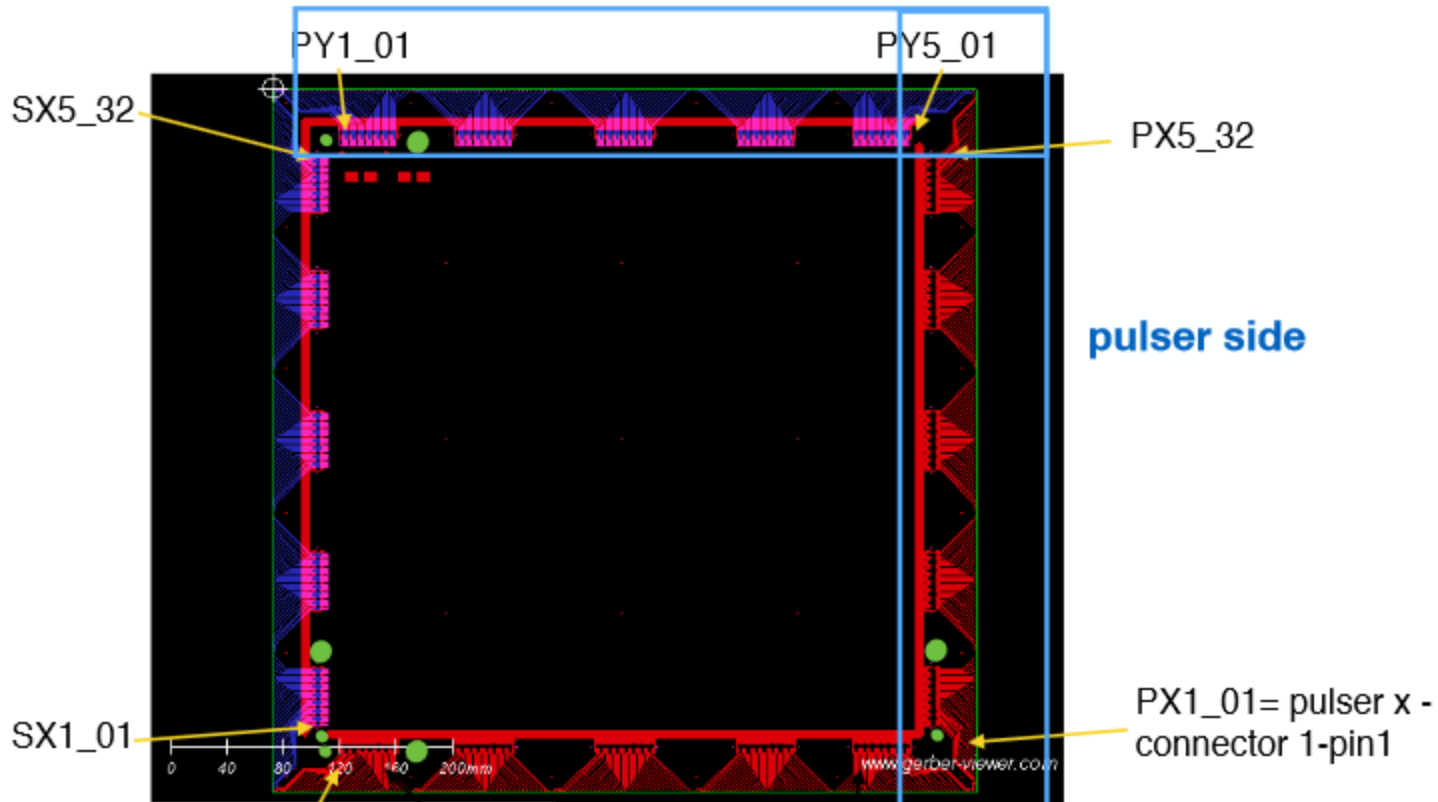 PY1_01
PY5_01
SX5_32
PX5_32
pulser side
PX1_01= pulser x -
connector 1-pin1
SX1_01
0 40 80 120 160 200mm
www.gerber-viewer.com